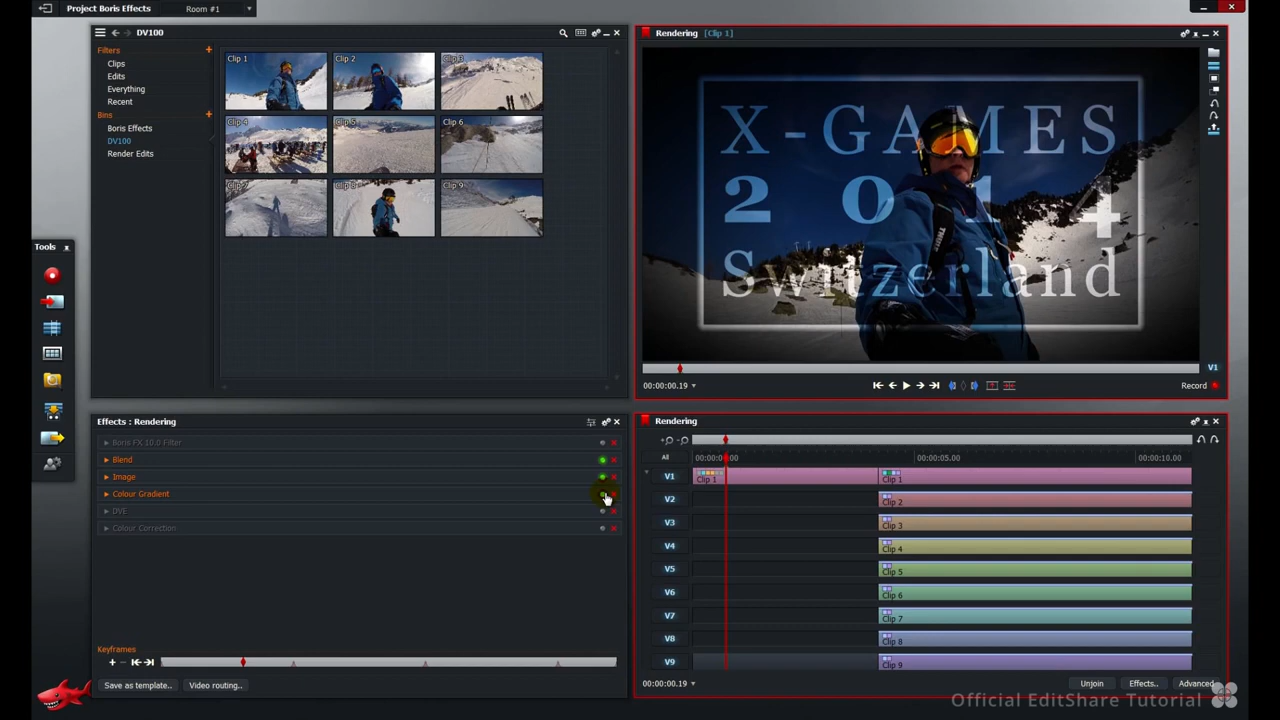 Project Boris Effects
Room #1
DV100
Filters
Clips
Edits
Everything
Recent
Bins
Boris Effects
DV100
Render Edits
Clip 1
Clip 2
Clip 3
Clip 4
Clip 5
Clip 6
Clip 7
Clip 8
Clip 9
Rendering [Clip 1]
X-GAMES
2014
Switzerland
V1
00:00:00.19
Record
Tools
Effects : Rendering
Boris FX 10.0 Filter
Blend
Image
Colour Gradient
DVE
Colour Correction
Keyframes
Save as template..
Video routing..
Rendering
All
00:00:05.00
00:00:10.00
V1
Clip 1
Clip 1
V2
Clip 2
V3
Clip 3
V4
Clip 4
V5
Clip 5
V6
Clip 6
V7
Clip 7
V8
Clip 8
V9
Clip 9
00:00:00.19
Unjoin
Effects..
Advanced
Official EditShare Tutorial